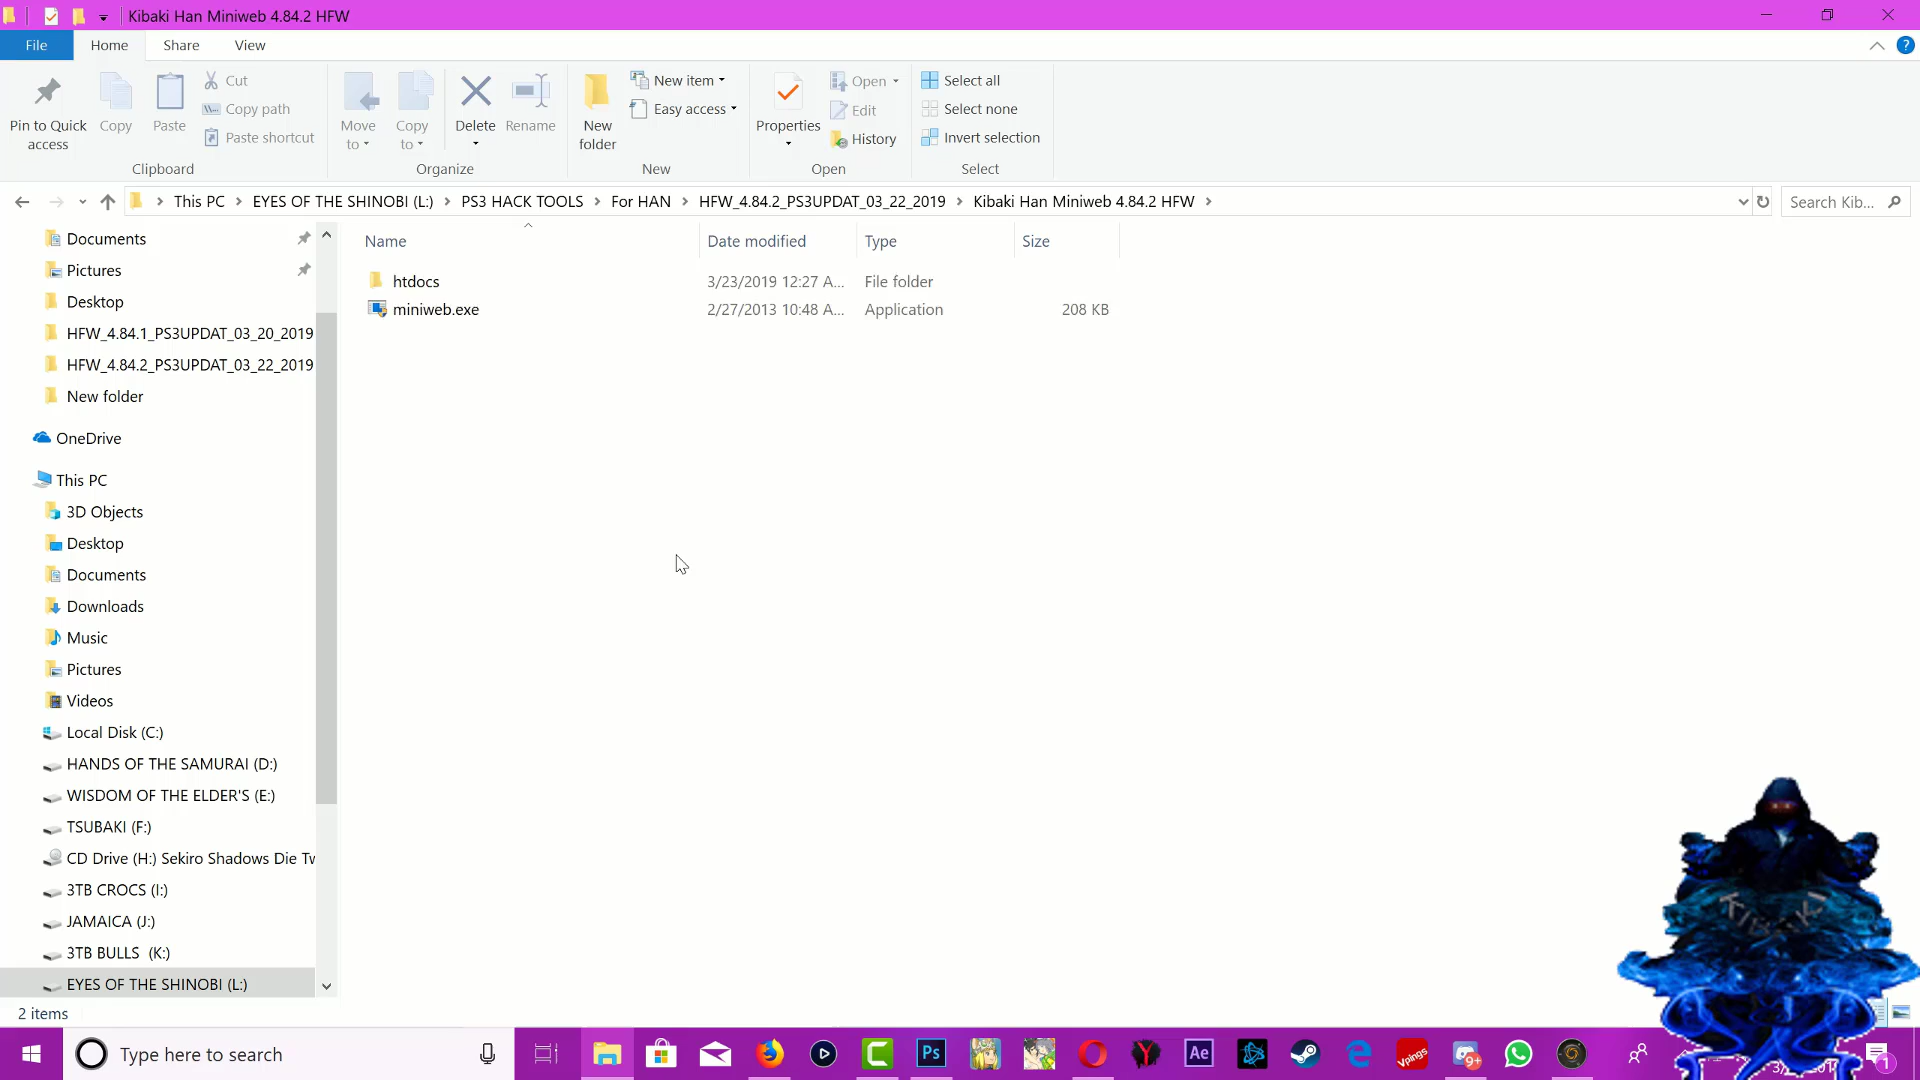 Kibaki Han Miniweb 4.84.2 HFW
File
Home
Share
View
Pin to Quick access
Copy
Paste
Cut
Copy path
Paste shortcut
Clipboard
Move to
Copy to
Delete
Rename
Organize
New folder
New item
Easy access
New
Properties
Open
Edit
History
Open
Select all
Select none
Invert selection
Select
This PC > EYES OF THE SHINOBI (L:) > PS3 HACK TOOLS > For HAN > HFW_4.84.2_PS3UPDAT_03_22_2019 > Kibaki Han Miniweb 4.84.2 HFW >
Search Kib...
Documents
Pictures
Desktop
HFW_4.84.1_PS3UPDAT_03_20_2019
HFW_4.84.2_PS3UPDAT_03_22_2019
New folder
OneDrive
This PC
3D Objects
Desktop
Documents
Downloads
Music
Pictures
Videos
Local Disk (C:)
HANDS OF THE SAMURAI (D:)
WISDOM OF THE ELDER'S (E:)
TSUBAKI (F:)
CD Drive (H:) Sekiro Shadows Die Tw
3TB CROCS (I:)
JAMAICA (J:)
3TB BULLS (K:)
EYES OF THE SHINOBI (L:)
Name Date modified Type Size
htdocs 3/23/2019 12:27 A... File folder
miniweb.exe 2/27/2013 10:48 A... Application 208 KB
KIBAKI
2 items
Type here to search
Ps
Ae
Vpings
9+
1